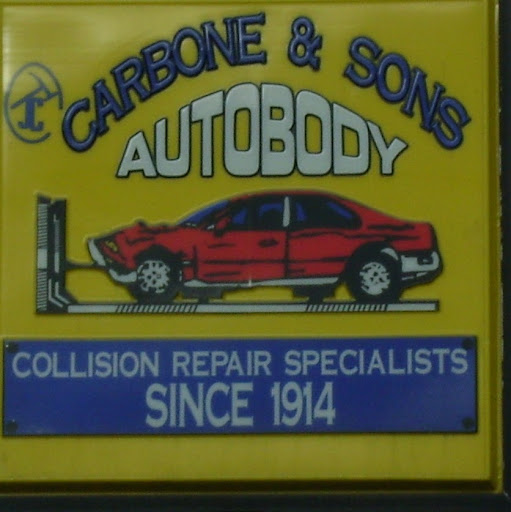 CARBONE & SONS
AUTOBODY
COLLISION REPAIR SPECIALISTS
SINCE 1914